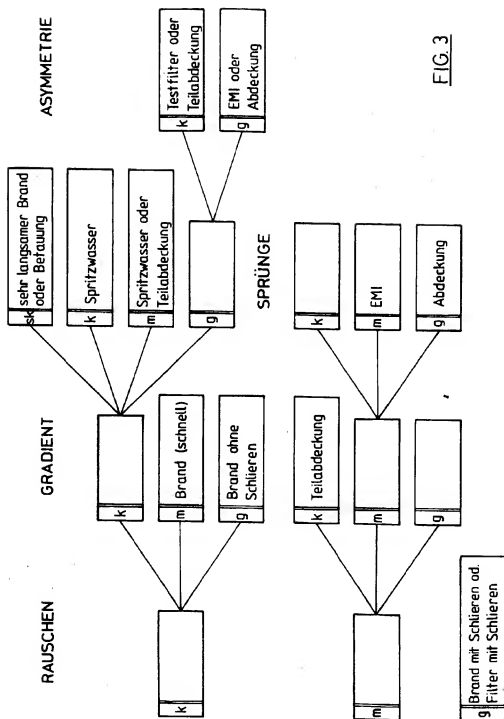 RAUSCHEN
GRADIENT
SPRÜNGE
ASYMMETRIE
k
k
m Brand (schnell)
g Brand ohne
Schlieren
sk sehr langsamer Brand
oder Betauung
k Spritzwasser
m Spritzwasser oder
Teilabdeckung
g
k Testfilter oder
Teilabdeckung
g EMI oder
Abdeckung
m
k Teilabdeckung
m
g
k
m EMI
g Abdeckung
g Brand mit Schlieren od.
Filter mit Schlieren
FIG. 3